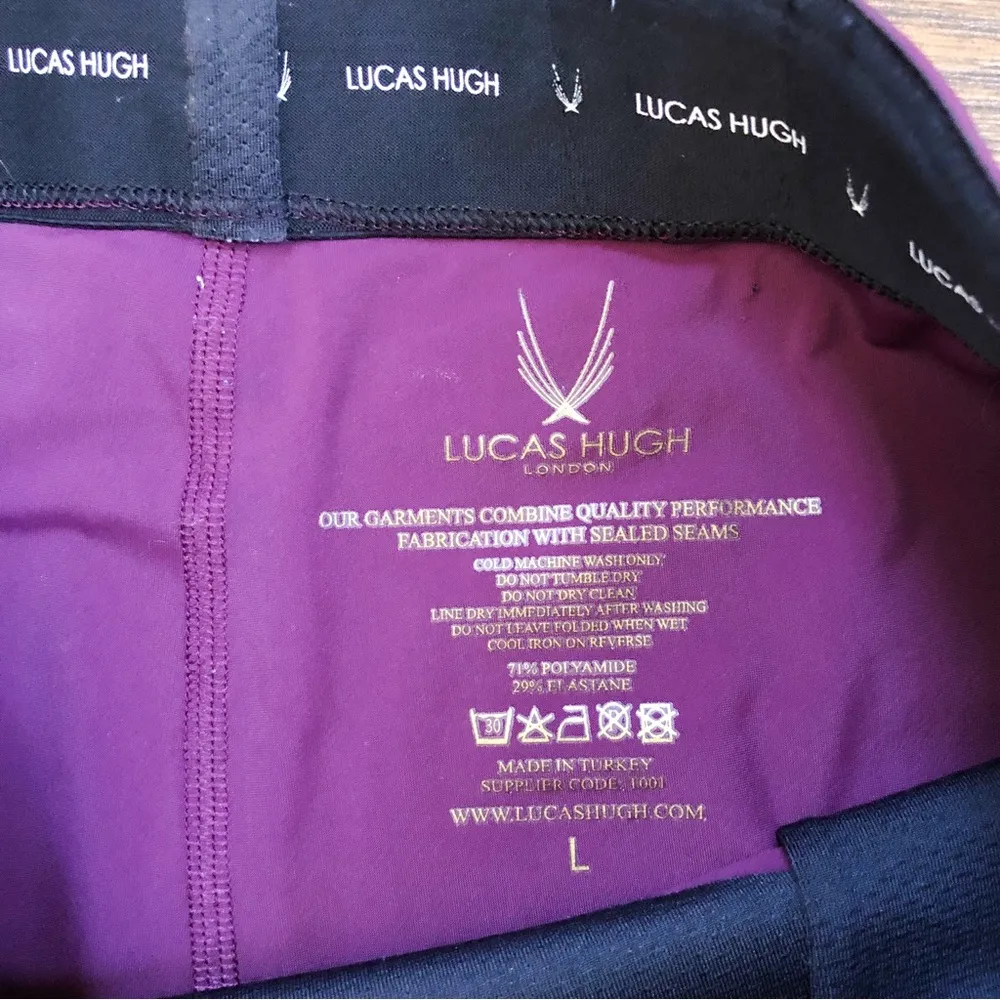 LUCAS HUGH LUCAS HUGH LUCAS HUGH
LUCAS
LUCAS HUGH
LONDON
OUR GARMENTS COMBINE QUALITY PERFORMANCE
FABRICATION WITH SEALED SEAMS
COLD MACHINE WASH ONLY
DO NOT TUMBLE DRY
DO NOT DRY CLEAN
LINE DRY IMMEDIATELY AFTER WASHING
DO NOT LEAVE FOLDED WHEN WET
COOL IRON ON REVERSE
71% POLYAMIDE
29% ELASTANE
30
MADE IN TURKEY
SUPPLIER CODE: 1001
WWW.LUCASHUGH.COM
L